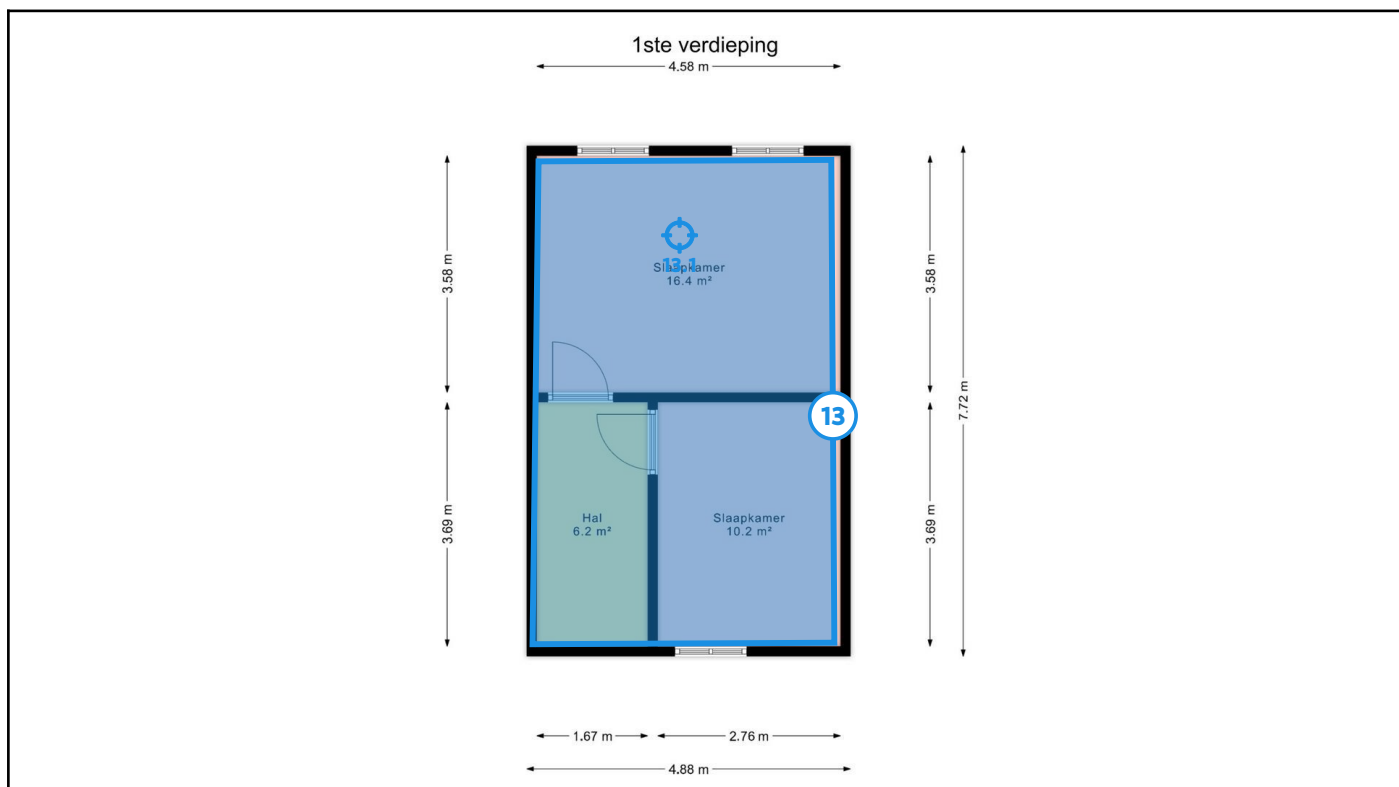 1ste verdieping
4.58 m
3.58 m
3.58 m
13.1
Slaapkamer
16.4 m²
7.72 m
13
3.69 m
3.69 m
Hal
6.2 m²
Slaapkamer
10.2 m²
1.67 m
2.76 m
4.88 m